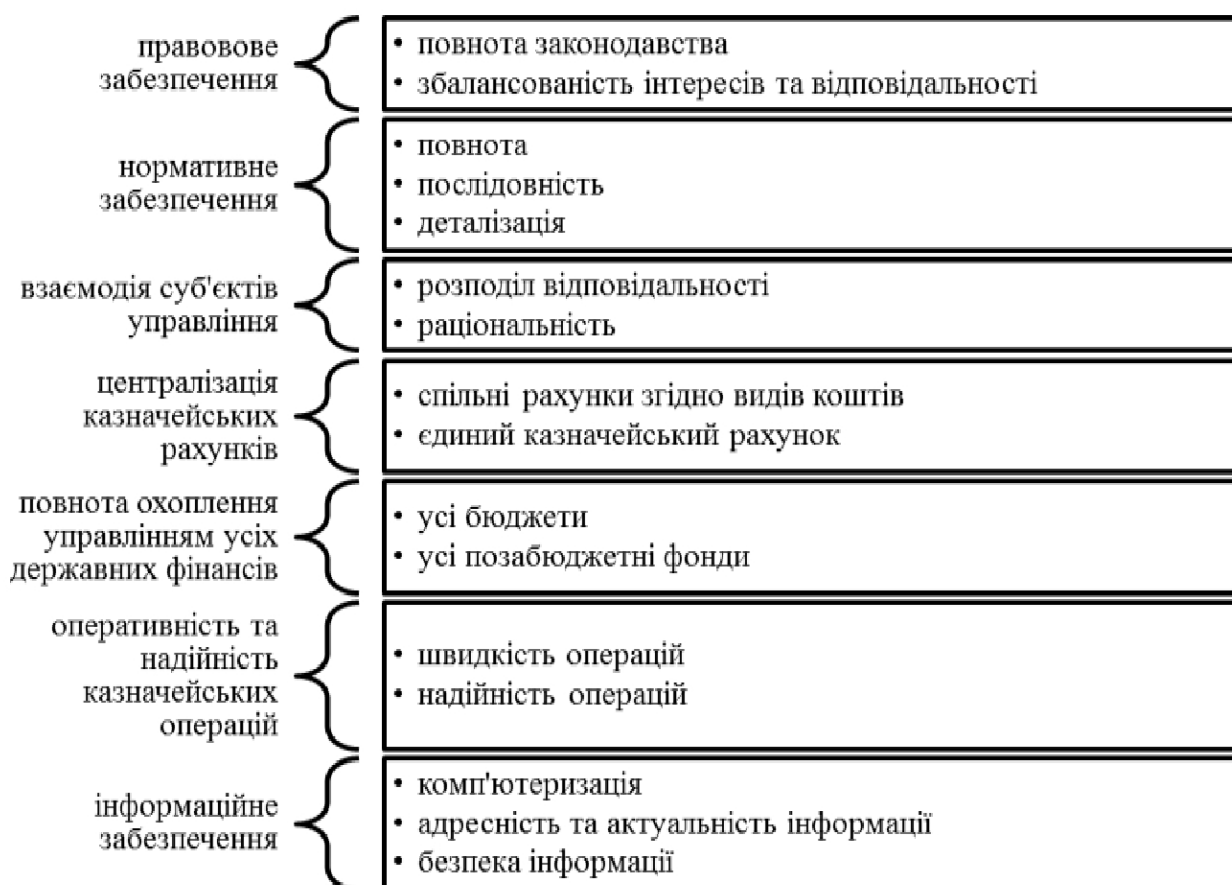 правовове
забезпечення
• повнота законодавства
• збалансованість інтересів та відповідальності
нормативне
забезпечення
• повнота
• послідовність
• деталізація
взаємодія суб'єктів
управління
• розподіл відповідальності
• раціональність
централізація
казначейських
рахунків
• спільні рахунки згідно видів коштів
• єдиний казначейський рахунок
повнота охоплення
управлінням усіх
державних фінансів
• усі бюджети
• усі позабюджетні фонди
оперативність та
надійність
казначейських
операцій
• швидкість операцій
• надійність операцій
інформаційне
забезпечення
• комп'ютеризація
• адресність та актуальність інформації
• безпека інформації